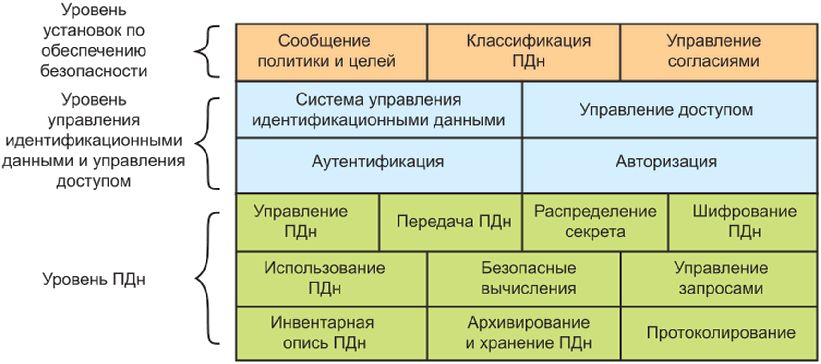 Уровень
установок по
обеспечению
безопасности
Сообщение
политики и целей
Классификация
ПДн
Управление
согласиями
Уровень
управления
идентификационными
данными и управления
доступом
Система управления
идентификационными данными
Управление доступом
Аутентификация
Авторизация
Уровень ПДн
Управление
ПДн
Передача ПДн
Распределение
секрета
Шифрование
ПДн
Использование
ПДн
Безопасные
вычисления
Управление
запросами
Инвентарная
опись ПДн
Архивирование
и хранение ПДн
Протоколирование